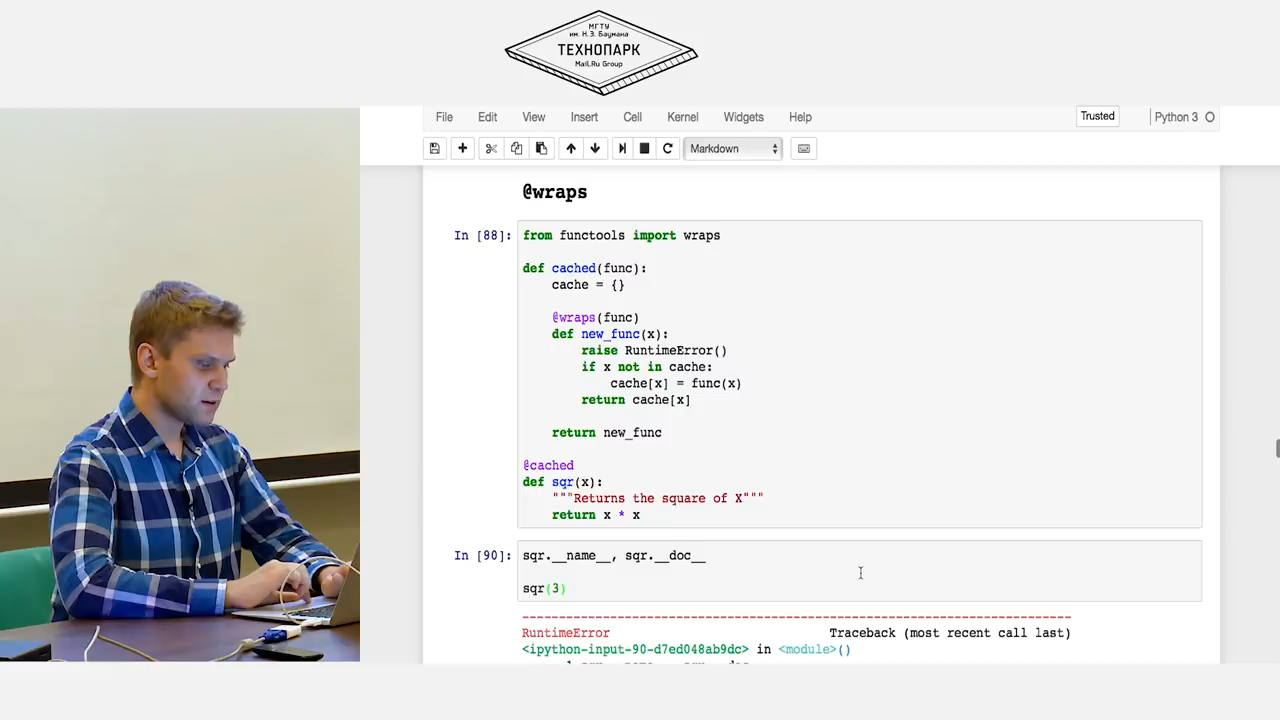 МГТУ
им. Н.Э. Баумана
ТЕХНОПАРК
Mail.Ru Group
File Edit View Insert Cell Kernel Widgets Help Trusted Python 3
Markdown
@wraps
In [88]: from functools import wraps
def cached(func):
    cache = {}
    @wraps(func)
    def new_func(x):
        raise RuntimeError()
        if x not in cache:
            cache[x] = func(x)
        return cache[x]
    return new_func
@cached
def sqr(x):
    """Returns the square of X"""
    return x * x
In [90]: sqr.__name__, sqr.__doc__
sqr(3)
RuntimeError Traceback (most recent call last)
<ipython-input-90-d7ed048ab9dc> in <module>()